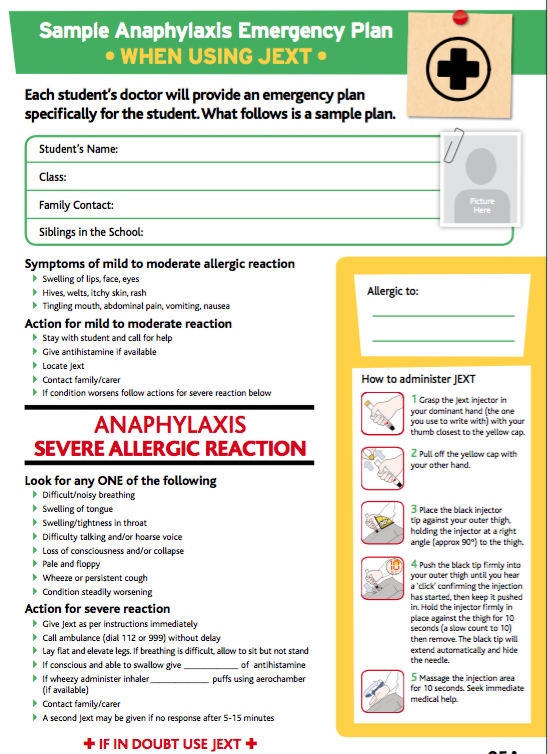 Sample Anaphylaxis Emergency Plan
• WHEN USING JEXT •
Each student's doctor will provide an emergency plan
specifically for the student. What follows is a sample plan.
Student's Name:
Class:
Family Contact:
Siblings in the School:
Picture
Here
Symptoms of mild to moderate allergic reaction
Swelling of lips, face, eyes
Hives, welts, itchy skin, rash
Tingling mouth, abdominal pain, vomiting, nausea
Action for mild to moderate reaction
Stay with student and call for help
Give antihistamine if available
Locate Jext
Contact family/carer
If condition worsens follow actions for severe reaction below
ANAPHYLAXIS
SEVERE ALLERGIC REACTION
Look for any ONE of the following
Difficult/noisy breathing
Swelling of tongue
Swelling/tightness in throat
Difficulty talking and/or hoarse voice
Loss of consciousness and/or collapse
Pale and floppy
Wheeze or persistent cough
Condition steadily worsening
Action for severe reaction
Give Jext as per instructions immediately
Call ambulance (dial 112 or 999) without delay
Lay flat and elevate legs. If breathing is difficult, allow to sit but not stand
If conscious and able to swallow give ____________ of antihistamine
If wheezy administer inhaler_____________ puffs using aerochamber
(if available)
Contact family/carer
A second Jext may be given if no response after 5-15 minutes
IF IN DOUBT USE JEXT
Allergic to:
How to administer JEXT
1 Grasp the Jext injector in
your dominant hand (the one
you use to write with) with your
thumb closest to the yellow cap.
2 Pull off the yellow cap with
your other hand.
3 Place the black injector
tip against your outer thigh,
holding the injector at a right
angle (approx 90°) to the thigh.
4 Push the black tip firmly into
your outer thigh until you hear
a 'click' confirming the injection
has started, then keep it pushed
in. Hold the injector firmly in
place against the thigh for 10
seconds (a slow count to 10)
then remove. The black tip will
extend automatically and hide
the needle.
5 Massage the injection area
for 10 seconds. Seek immediate
medical help.